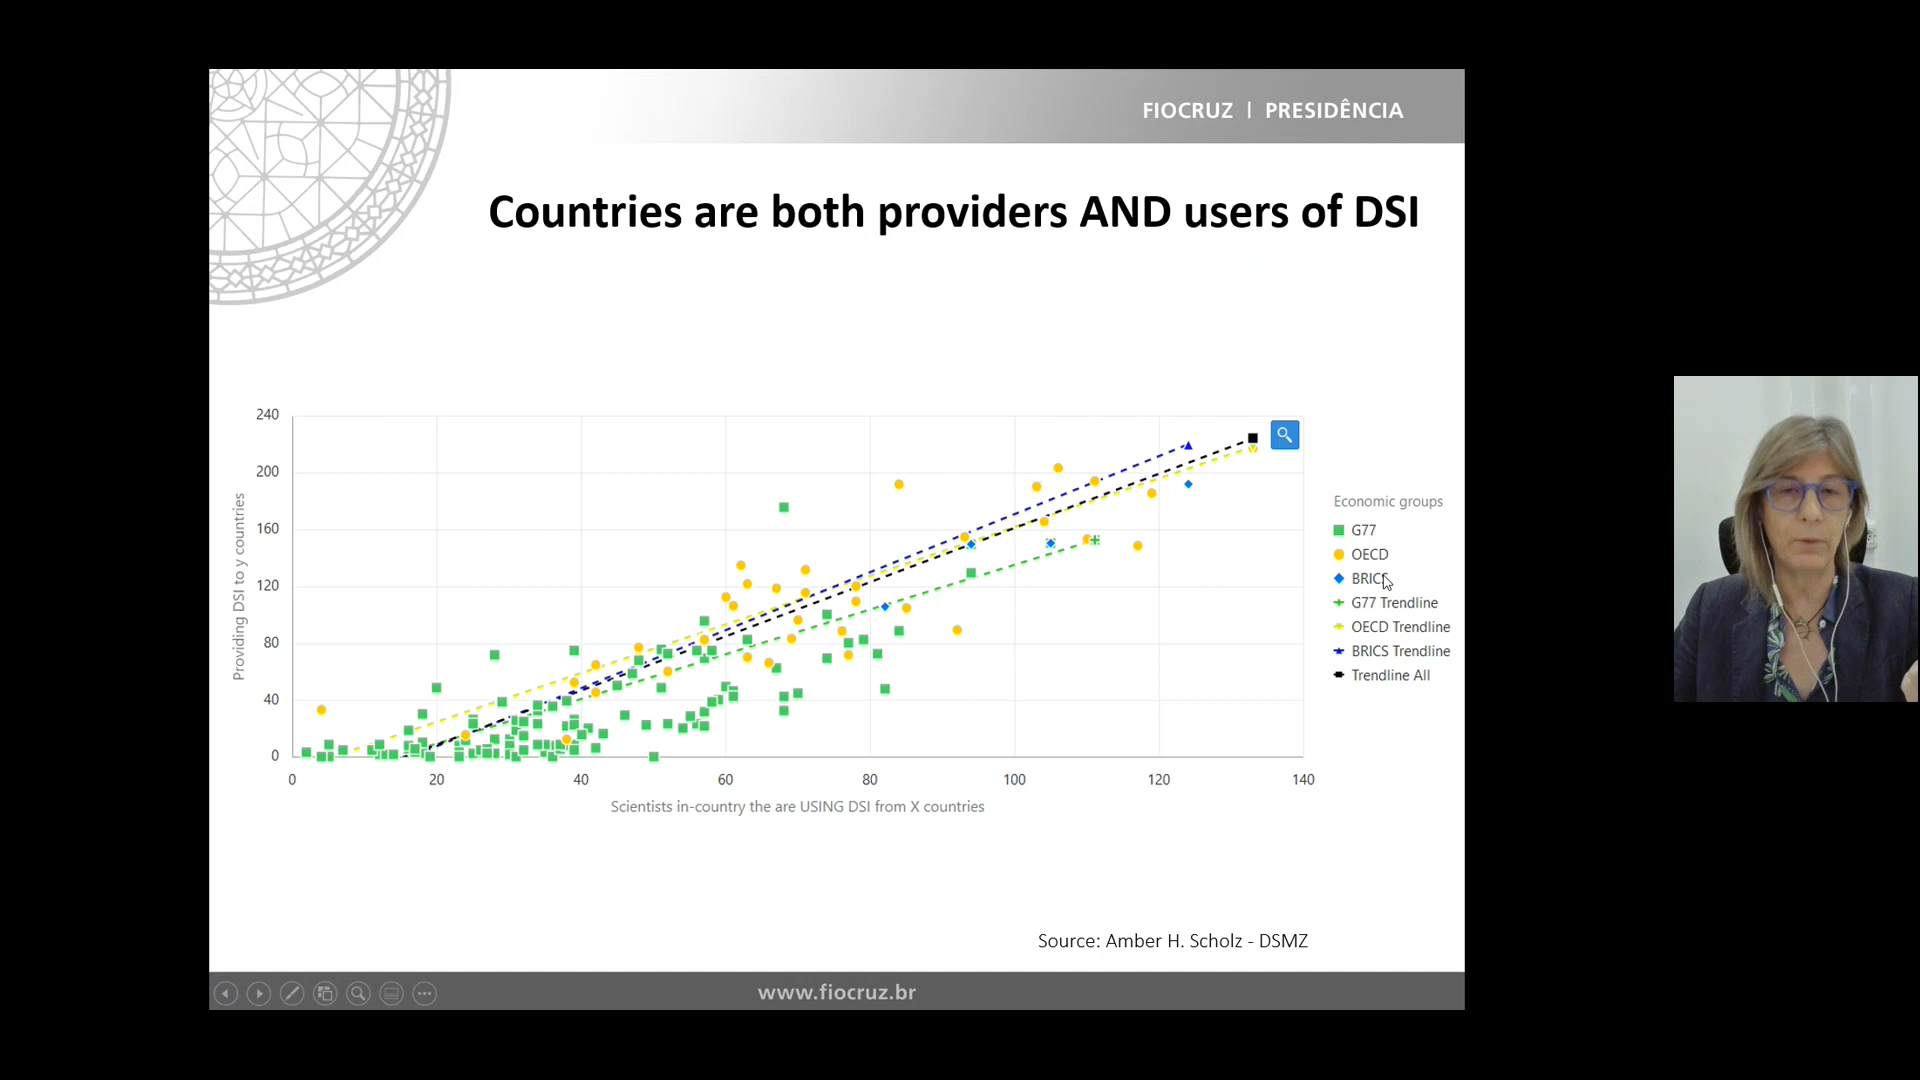 FIOCRUZ | PRESIDÊNCIA
Countries are both providers AND users of DSI
Providing DSI to y countries
240
200
160
120
80
40
0
0 20 40 60 80 100 120 140
Scientists in-country the are USING DSI from X countries
Economic groups
G77
OECD
BRICS
G77 Trendline
OECD Trendline
BRICS Trendline
Trendline All
Source: Amber H. Scholz - DSMZ
www.fiocruz.br